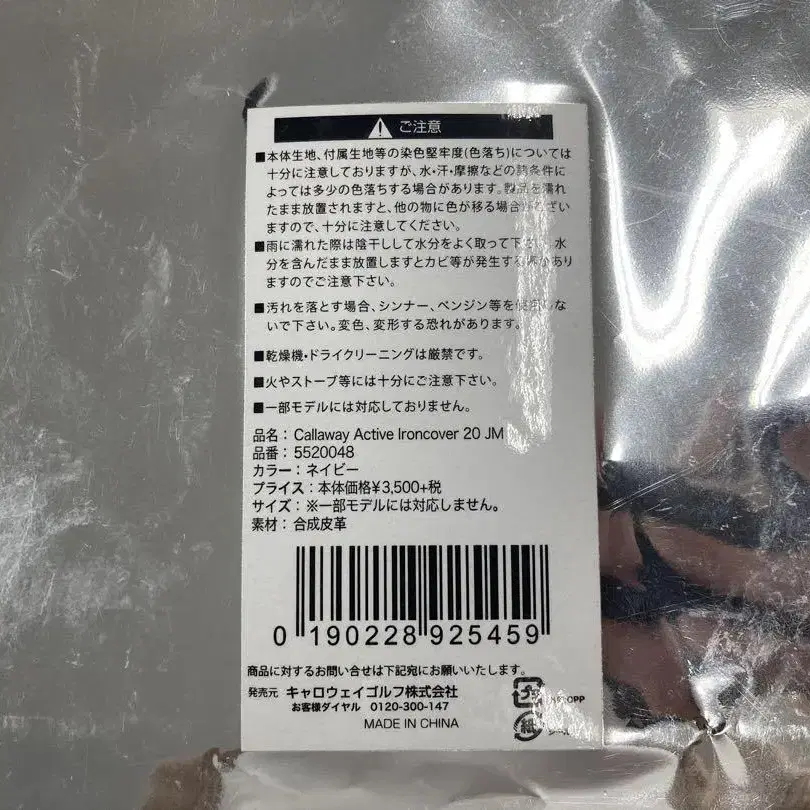 ご注意
■本体生地、付属生地等の染色堅牢度(色落ち)については
十分に注意しておりますが、水・汗・摩擦などの諸条件に
よっては多少の色落ちする場合があります。製品を濡れ
たまま放置されますと、他の物に色が移る場合がござい
ますので、十分に注意してください。
■雨に濡れた際は陰干しして水分をよく取って下さい。水
分を含んだまま放置しますとカビ等が発生する
がありますのでご注意下さい。
■汚れを落とす場合、シンナー、ベンジン等を使用しな
いで下さい。変色、変形する恐れがあります。
■乾燥機・ドライクリーニングは厳禁です。
■火やストーブ等には十分にご注意下さい。
■一部モデルには対応しておりません。
品名：Callaway Active Ironcover 20 JM
品番：5520048
カラー：ネイビー
プライス：本体価格¥3,500+税
サイズ：※一部モデルには対応しません。
素材：合成皮革
0 190228 925459
商品に対するお問い合せは下記宛にお願いいたします。
発売元 キャロウェイゴルフ株式会社
お客様ダイヤル 0120-300-147
MADE IN CHINA
プラ
OPP
紙